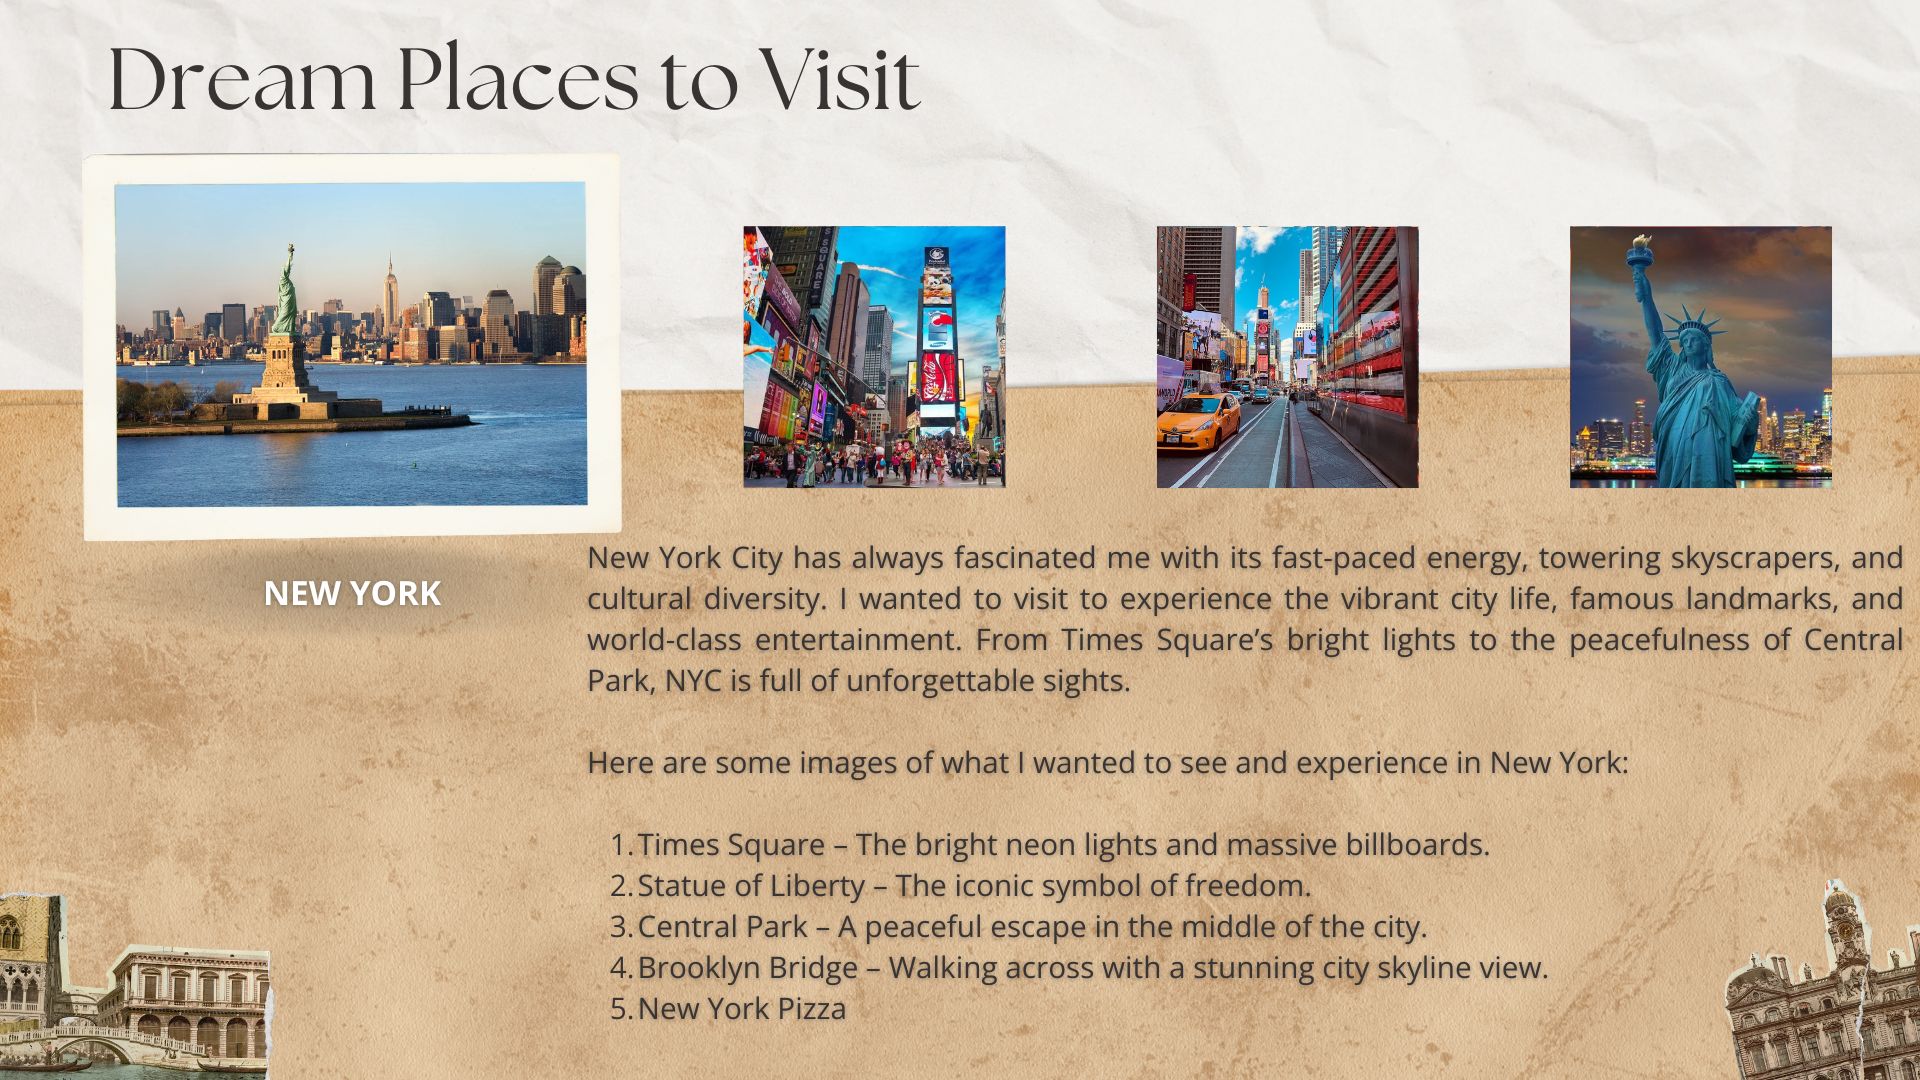 Dream Places to Visit
SQUARE
Coca-Cola
NEW YORK
New York City has always fascinated me with its fast-paced energy, towering skyscrapers, and
cultural diversity. I wanted to visit to experience the vibrant city life, famous landmarks, and
world-class entertainment. From Times Square’s bright lights to the peacefulness of Central
Park, NYC is full of unforgettable sights.
Here are some images of what I wanted to see and experience in New York:
1. Times Square – The bright neon lights and massive billboards.
2. Statue of Liberty – The iconic symbol of freedom.
3. Central Park – A peaceful escape in the middle of the city.
4. Brooklyn Bridge – Walking across with a stunning city skyline view.
5. New York Pizza